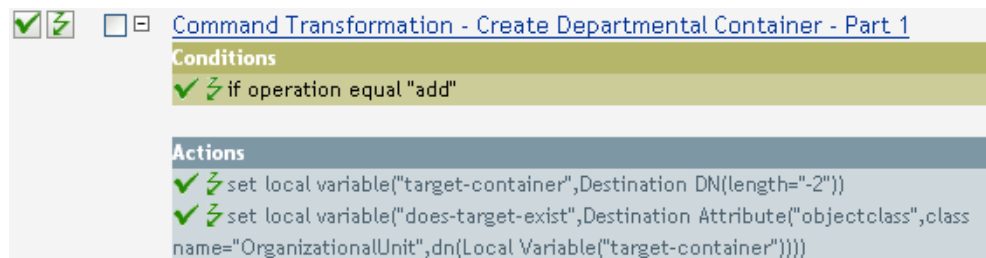 Command Transformation - Create Departmental Container - Part 1
Conditions
if operation equal "add"
Actions
set local variable("target-container",Destination DN(length="-2"))
set local variable("does-target-exist",Destination Attribute("objectclass",class
name="OrganizationalUnit",dn(Local Variable("target-container"))))